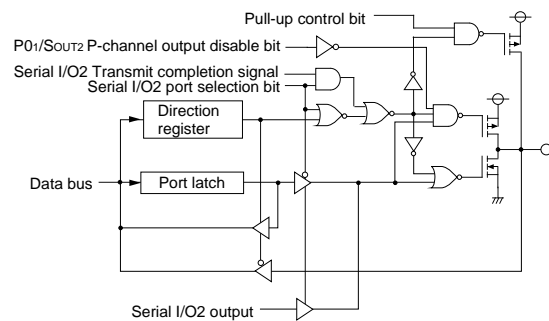 Pull-up control bit
P01/SOUT2 P-channel output disable bit
Serial I/O2 Transmit completion signal
Serial I/O2 port selection bit
Direction
register
Data bus
Port latch
Serial I/O2 output